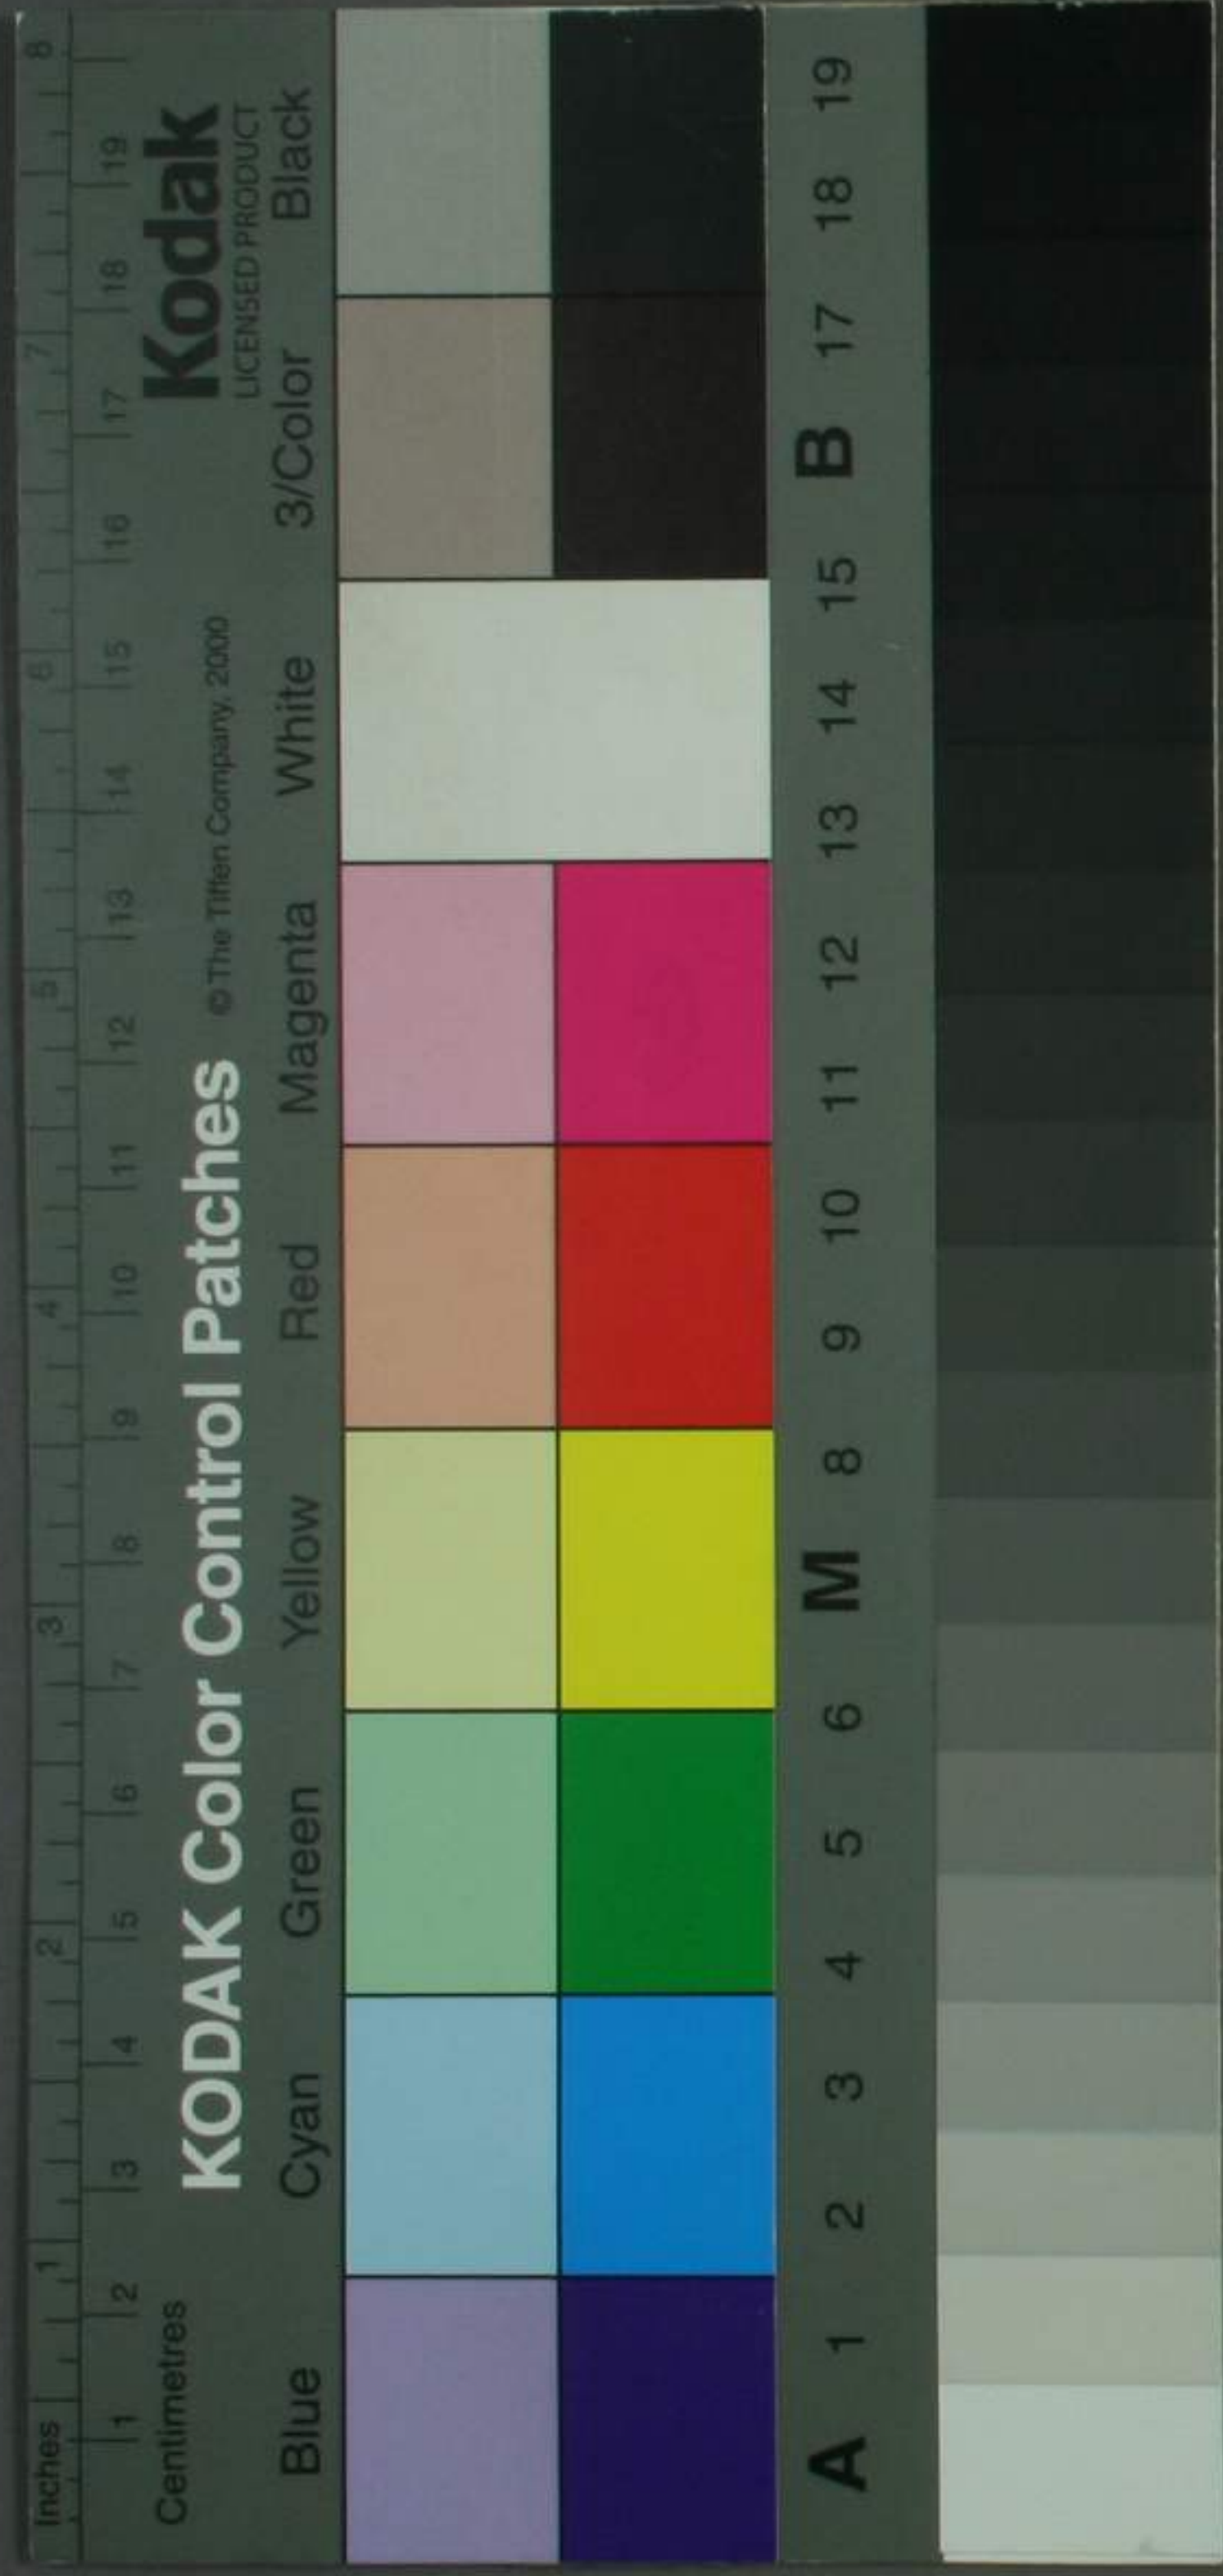 Inches 1 2 3 4 5 6 7 8
1 2 3 4 5 6 7 8 9 10 11 12 13 14 15 16 17 18 19
Centimetres
KODAK Color Control Patches © The Tiffen Company, 2000 Kodak
LICENSED PRODUCT
Blue Cyan Green Yellow Red Magenta White 3/Color Black
A 1 2 3 4 5 6 M 8 9 10 11 12 13 14 15 B 17 18 19